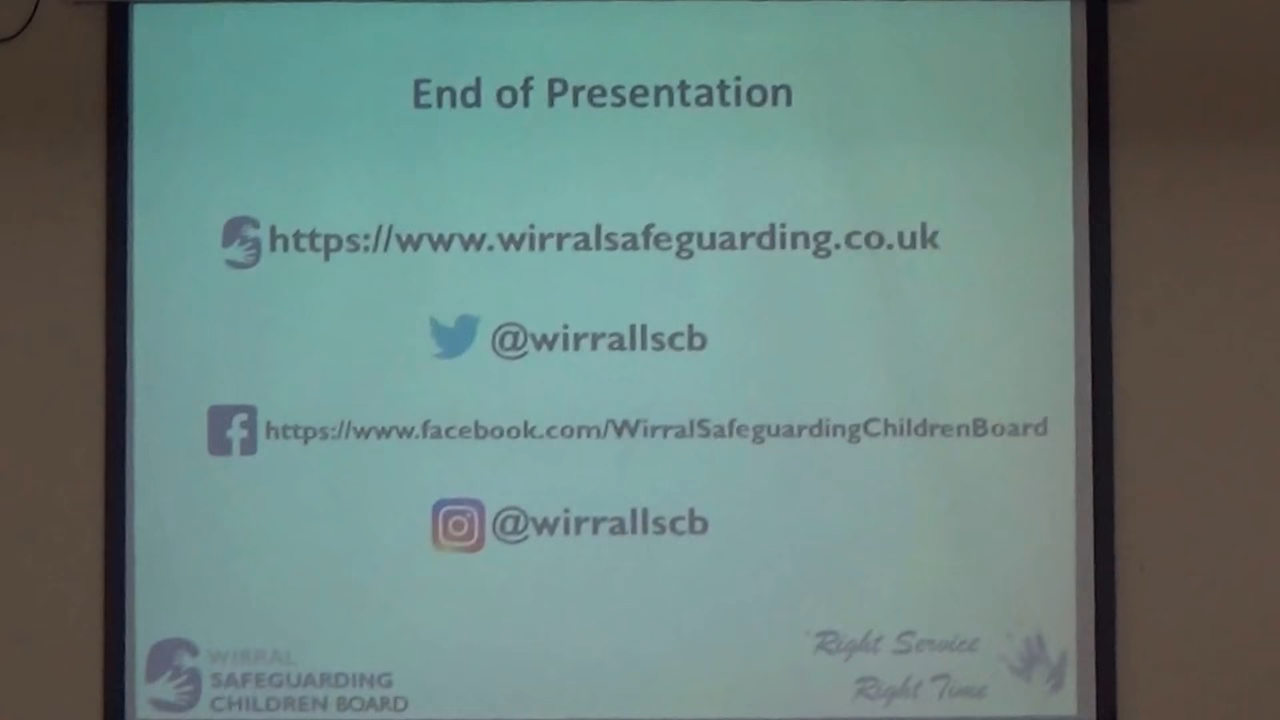 End of Presentation
https://www.wirralsafeguarding.co.uk
@wirrallscb
https://www.facebook.com/WirralSafeguardingChildrenBoard
@wirrallscb
WIRRAL
SAFEGUARDING
CHILDREN BOARD
Right Service
Right Time